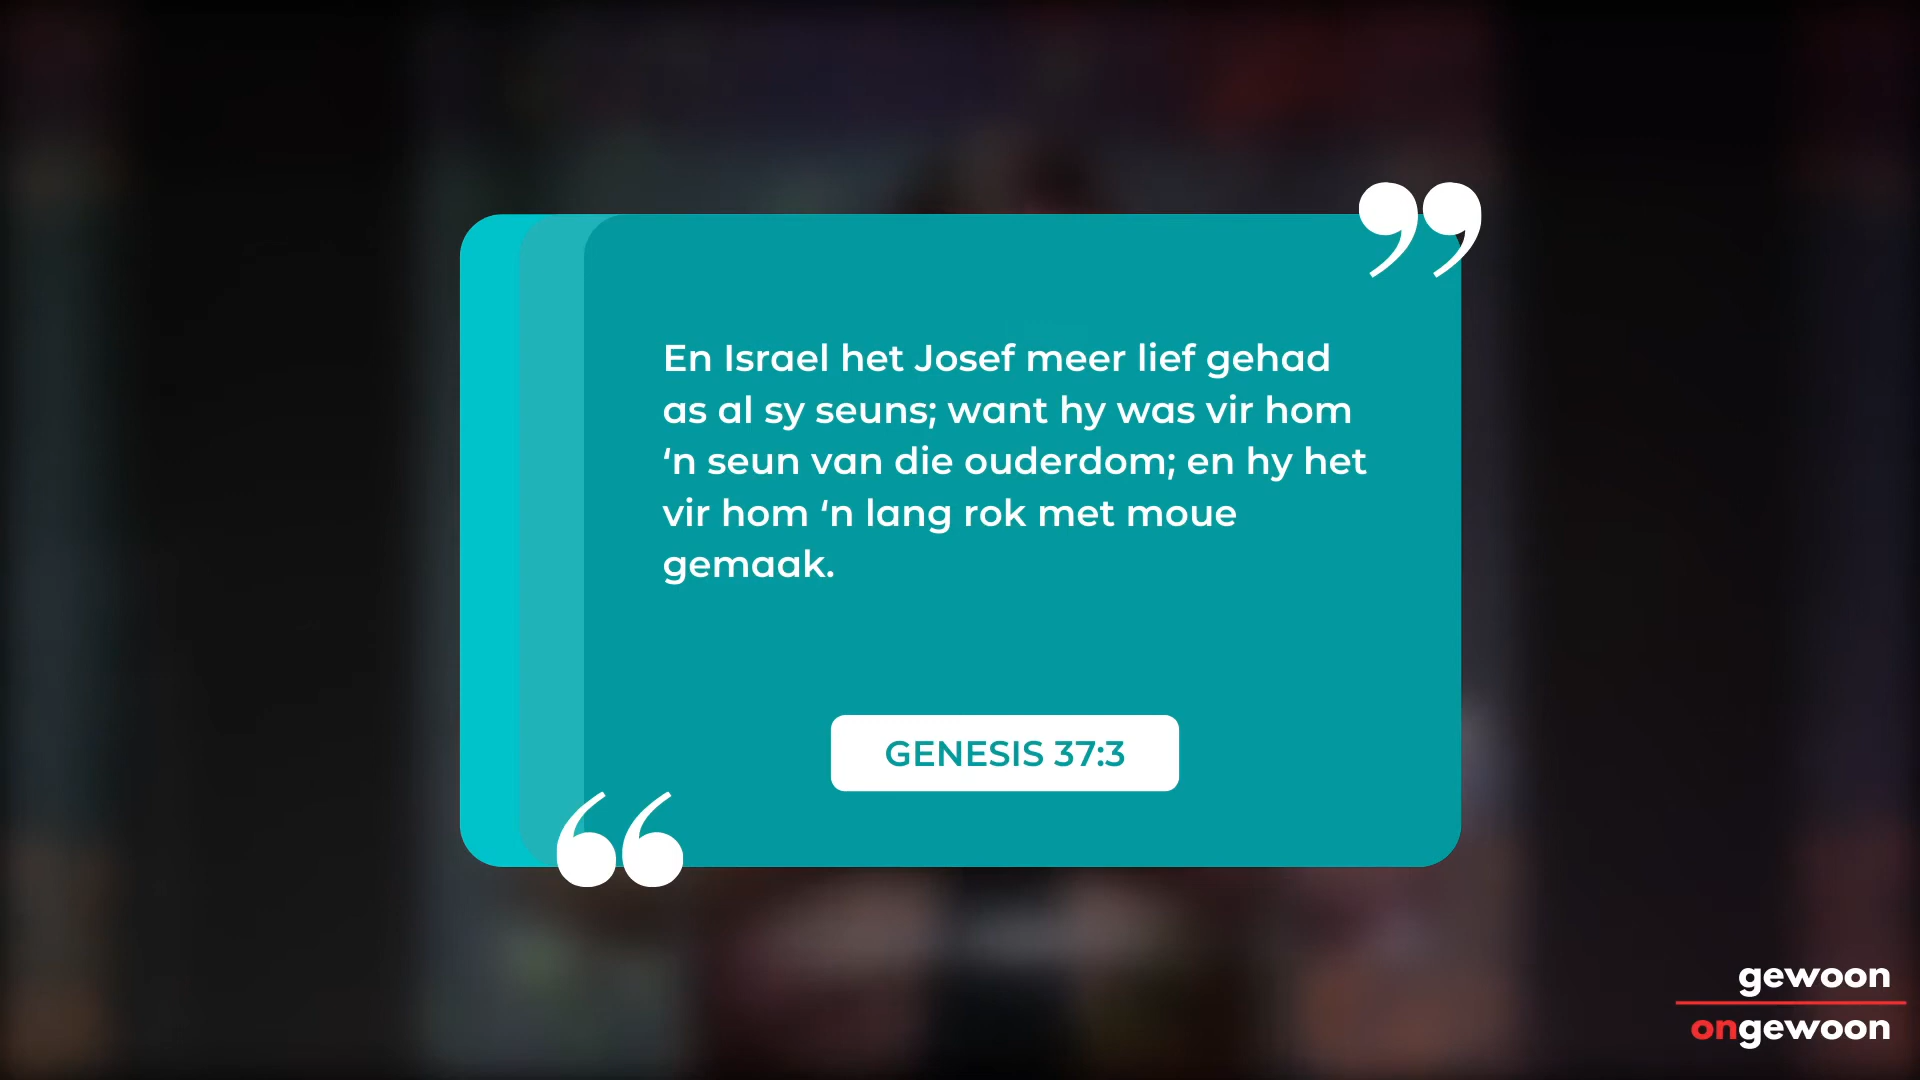 En Israel het Josef meer lief gehad
as al sy seuns; want hy was vir hom
‘n seun van die ouderdom; en hy het
vir hom ‘n lang rok met moue
gemaak.
GENESIS 37:3
gewoon
ongewoon